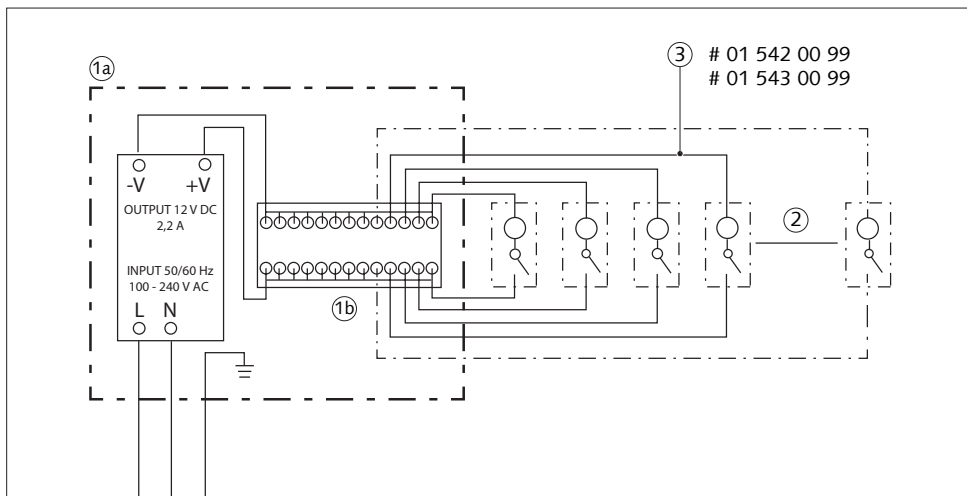 1a
3 # 01 542 00 99
# 01 543 00 99
-V +V
OUTPUT 12 V DC
2,2 A
2
INPUT 50/60 Hz
100 - 240 V AC
1b
L N